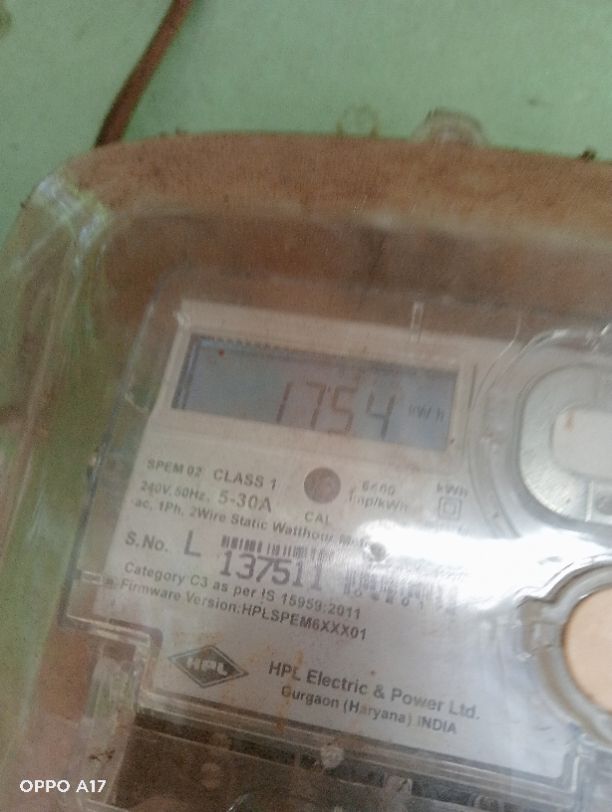 1754 kWh
SPEM 02 CLASS 1
kWh
240V, 50Hz, 5-30A
Imp/kWh
CAL
ac, 1Ph, 2Wire Static Watthour
S.No. L 137511
Category C3 as per IS 15959:2011
Firmware Version:HPLSPEM6XXX01
HPL
HPL Electric & Power Ltd.
Gurgaon (Haryana) INDIA
OPPO A17